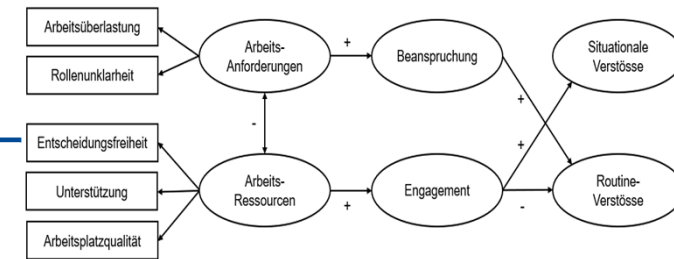 Arbeitsüberlastung
Rollenunklarheit
Entscheidungsfreiheit
Unterstützung
Arbeitsplatzqualität
Arbeits-
Anforderungen
Arbeits-
Ressourcen
+
-
+
Beanspruchung
Engagement
+
+
-
Situationale
Verstösse
Routine-
Verstösse